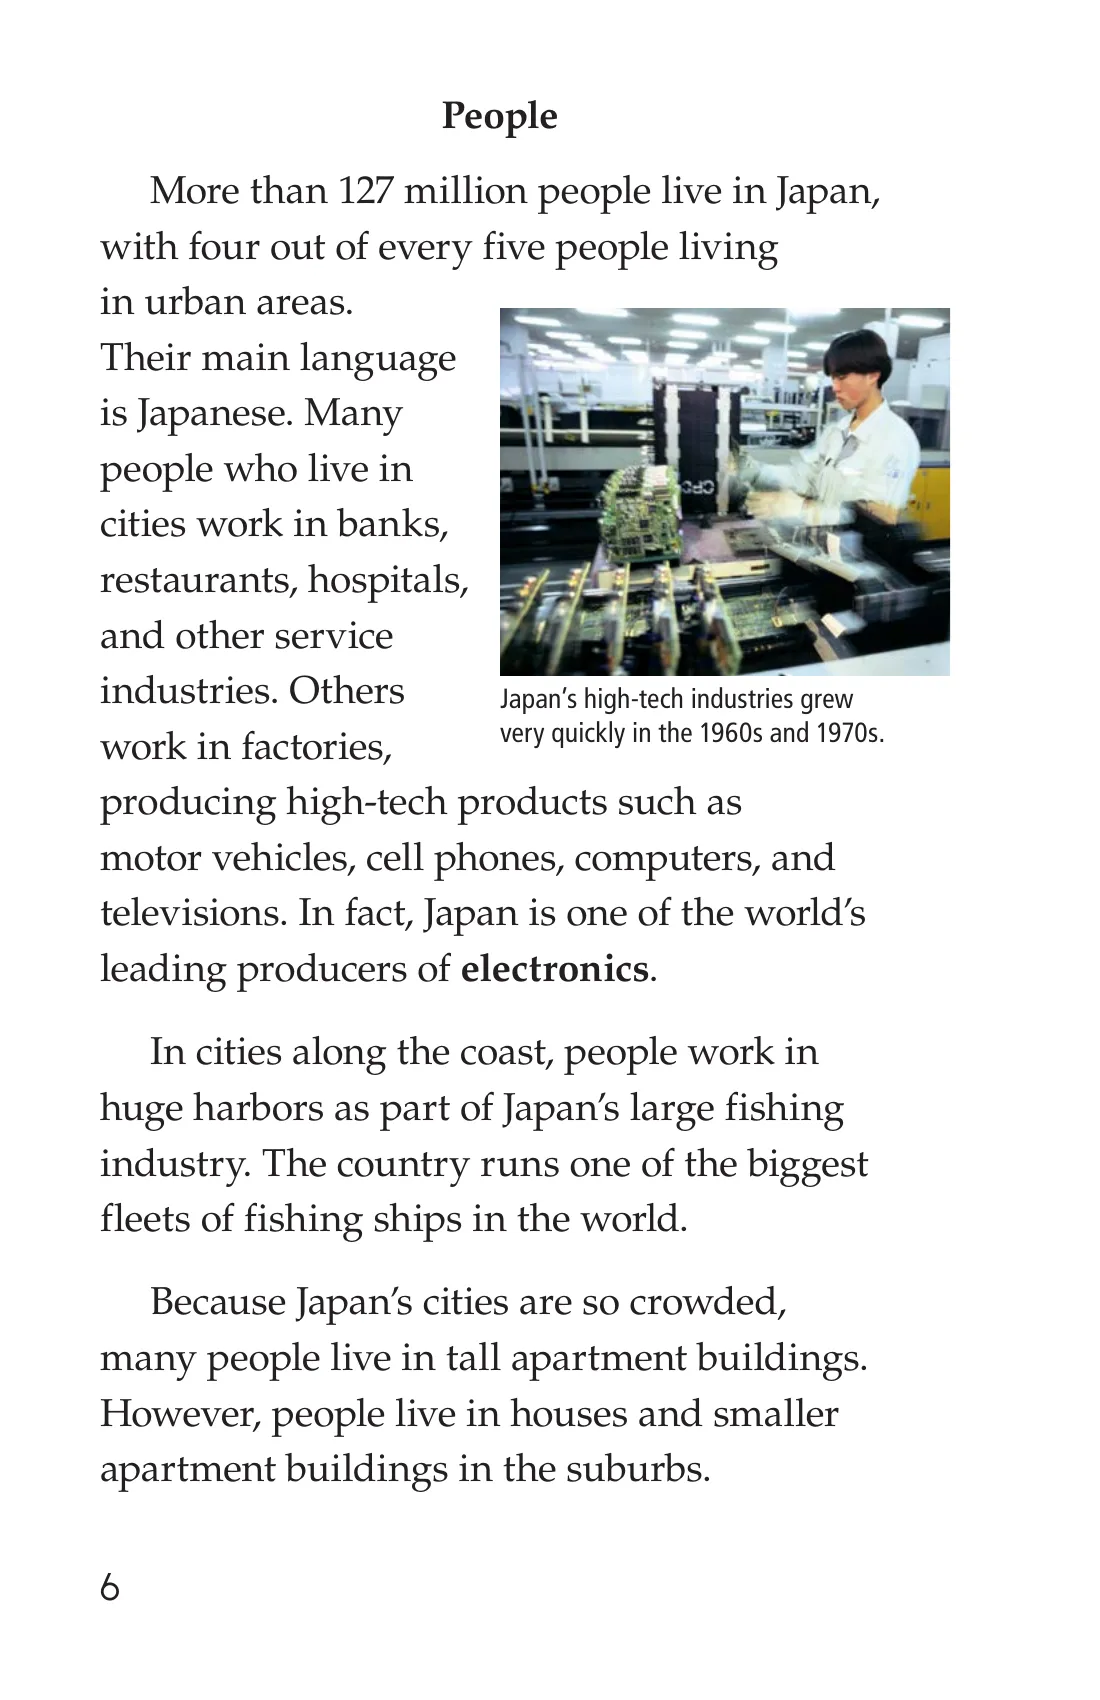 People
More than 127 million people live in Japan,
with four out of every five people living
in urban areas.
Their main language
is Japanese. Many
people who live in
cities work in banks,
restaurants, hospitals,
and other service
industries. Others
work in factories,
producing high-tech products such as
motor vehicles, cell phones, computers, and
televisions. In fact, Japan is one of the world’s
leading producers of electronics.
Japan’s high-tech industries grew
very quickly in the 1960s and 1970s.
In cities along the coast, people work in
huge harbors as part of Japan’s large fishing
industry. The country runs one of the biggest
fleets of fishing ships in the world.
Because Japan’s cities are so crowded,
many people live in tall apartment buildings.
However, people live in houses and smaller
apartment buildings in the suburbs.
6